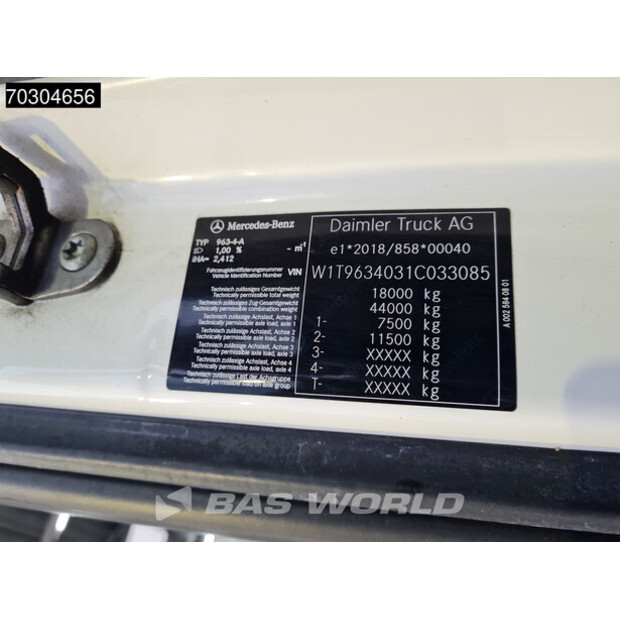 70304656
Mercedes-Benz
Daimler Truck AG
TYP 963-4-A
1,00 % - m⁻¹
e1*2018/858*00040
iHA= 2,412
Fahrzeugidentifizierungsnummer
Vehicle Identification Number VIN W1T9634031C033085
Technisch zulässiges Gesamtgewicht
Technically permissible total weight 18000 kg
Technisch zulässiges Zug-Gesamtgewicht
Technically permissible combination weight 44000 kg
Technisch zulässige Achslast, Achse 1
Technically permissible axle load, axle 1 1- 7500 kg
Technisch zulässige Achslast, Achse 2
Technically permissible axle load, axle 2 2- 11500 kg
Technisch zulässige Achslast, Achse 3
Technically permissible axle load, axle 3 3- XXXXX kg
Technisch zulässige Achslast, Achse 4
Technically permissible axle load, axle 4 4- XXXXX kg
Technisch zulässige Last der Achsgruppe
Technically permissible load on axle group T- XXXXX kg
A 002 584 08 01
BAS WORLD